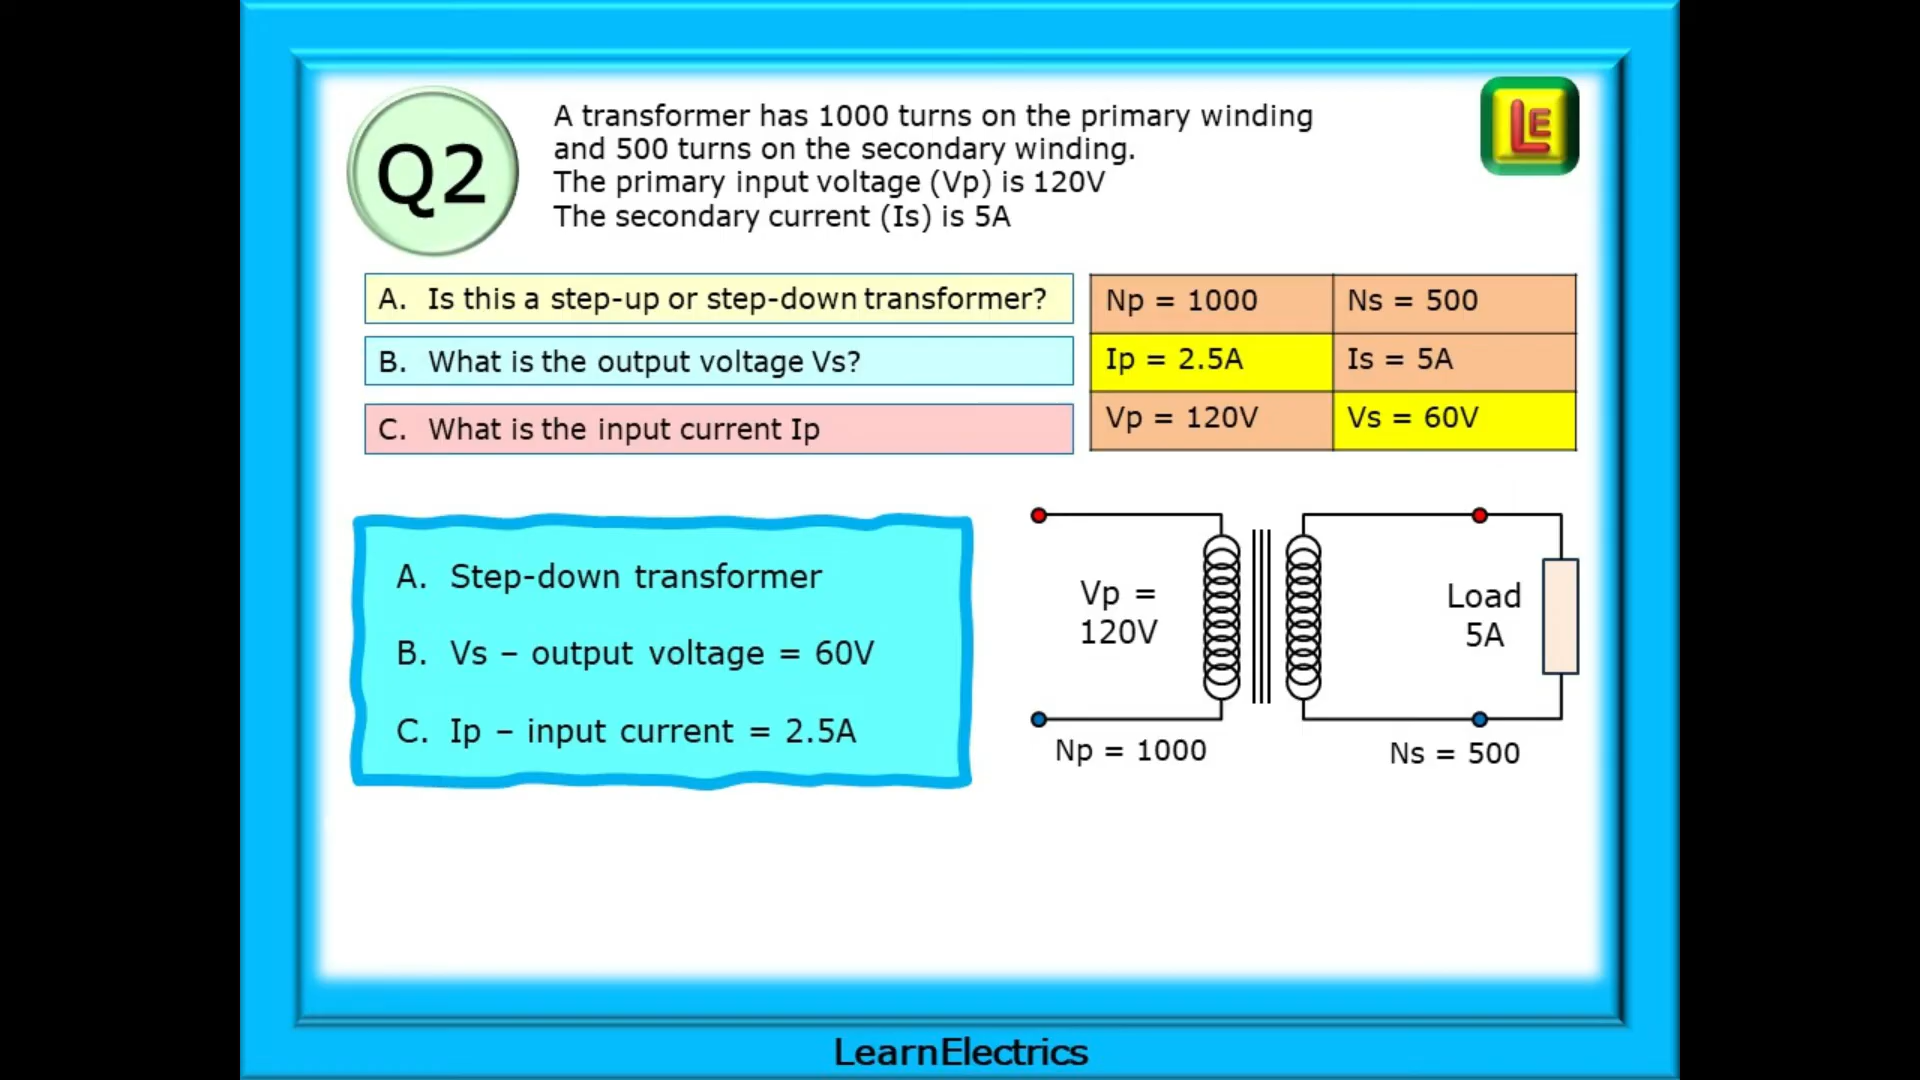 Q2
A transformer has 1000 turns on the primary winding
and 500 turns on the secondary winding.
The primary input voltage (Vp) is 120V
The secondary current (Is) is 5A
LE
A. Is this a step-up or step-down transformer?
B. What is the output voltage Vs?
C. What is the input current Ip
Np = 1000 Ns = 500
Ip = 2.5A Is = 5A
Vp = 120V Vs = 60V
A. Step-down transformer
B. Vs – output voltage = 60V
C. Ip – input current = 2.5A
Vp =
120V
Np = 1000
Load
5A
Ns = 500
LearnElectrics